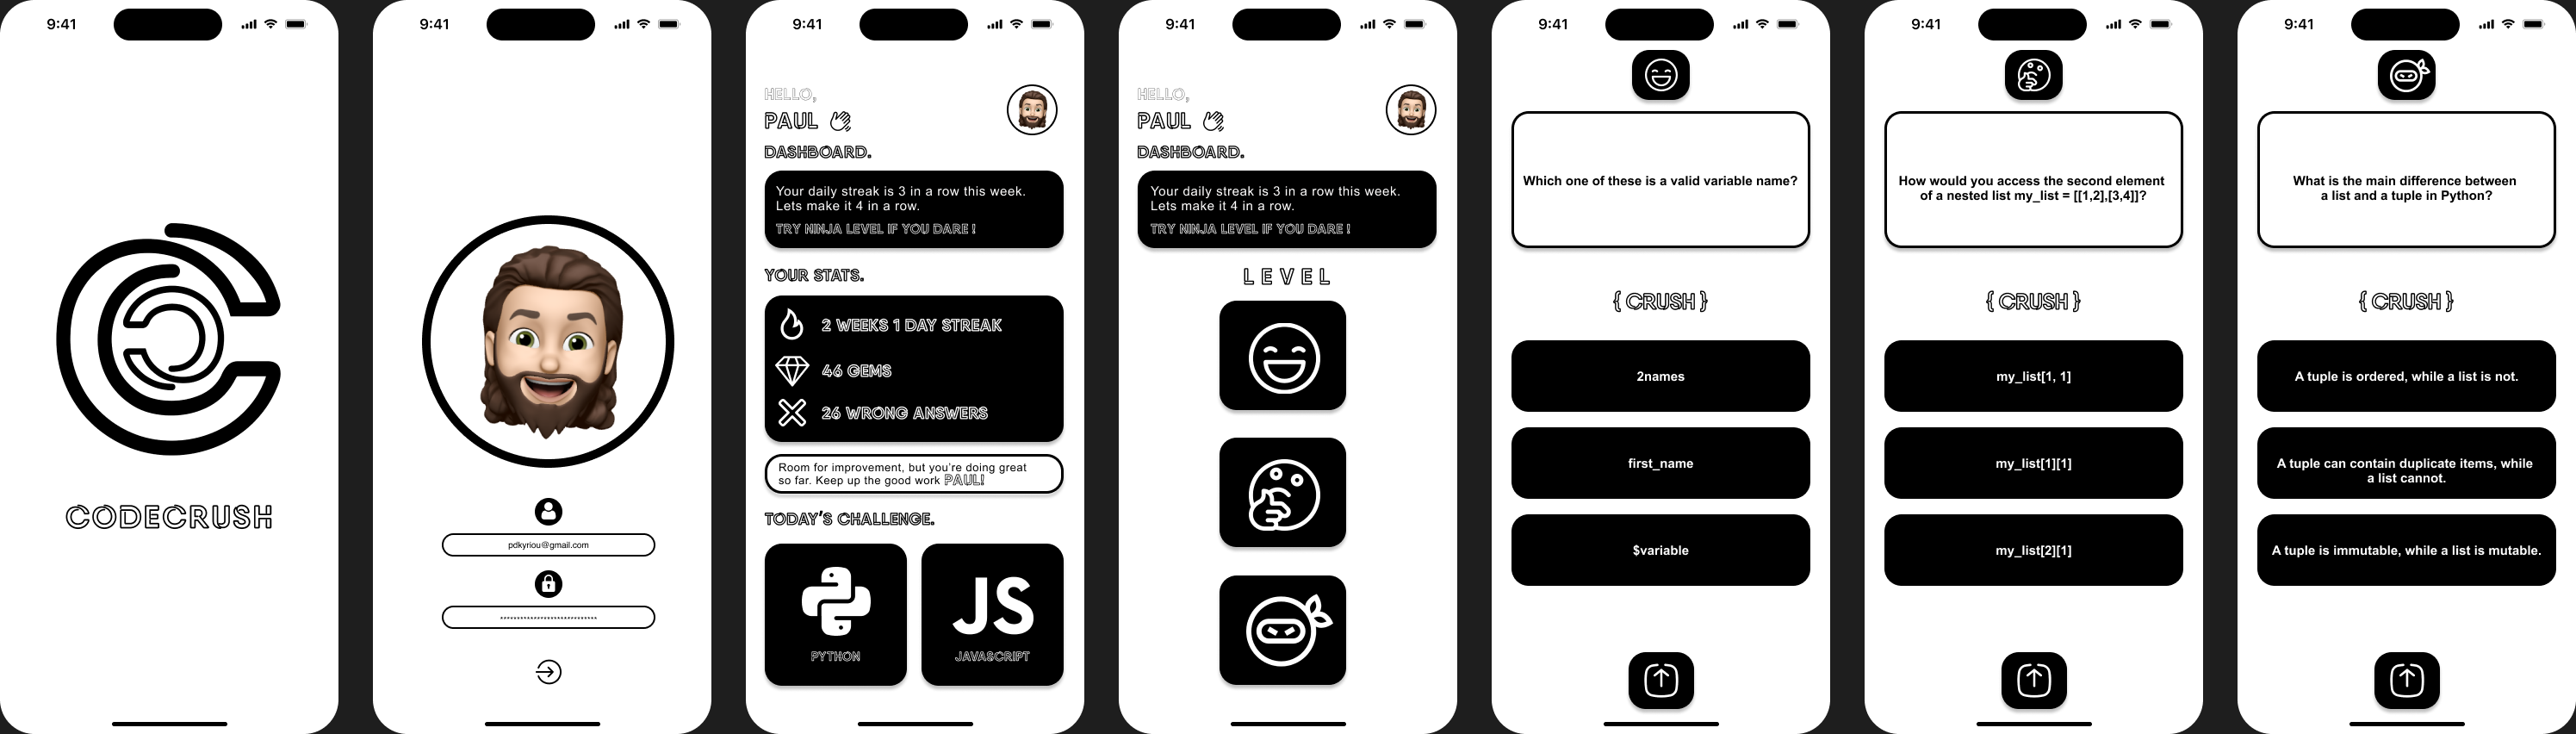 9:41
CODECRUSH
9:41
pdkyriou@gmail.com
9:41
HELLO,
PAUL
DASHBOARD.
Your daily streak is 3 in a row this week.
Lets make it 4 in a row.
TRY NINJA LEVEL IF YOU DARE !
YOUR STATS.
2 WEEKS 1 DAY STREAK
46 GEMS
26 WRONG ANSWERS
Room for improvement, but you're doing great
so far. Keep up the good work PAUL!
TODAY'S CHALLENGE.
JS
PYTHON
JAVASCRIPT
9:41
HELLO,
PAUL
DASHBOARD.
Your daily streak is 3 in a row this week.
Lets make it 4 in a row.
TRY NINJA LEVEL IF YOU DARE !
LEVEL
9:41
Which one of these is a valid variable name?
{ CRUSH }
2names
first_name
$variable
9:41
How would you access the second element
of a nested list my_list = [[1,2],[3,4]]?
{ CRUSH }
my_list[1, 1]
my_list[1][1]
my_list[2][1]
9:41
What is the main difference between
a list and a tuple in Python?
{ CRUSH }
A tuple is ordered, while a list is not.
A tuple can contain duplicate items, while
a list cannot.
A tuple is immutable, while a list is mutable.